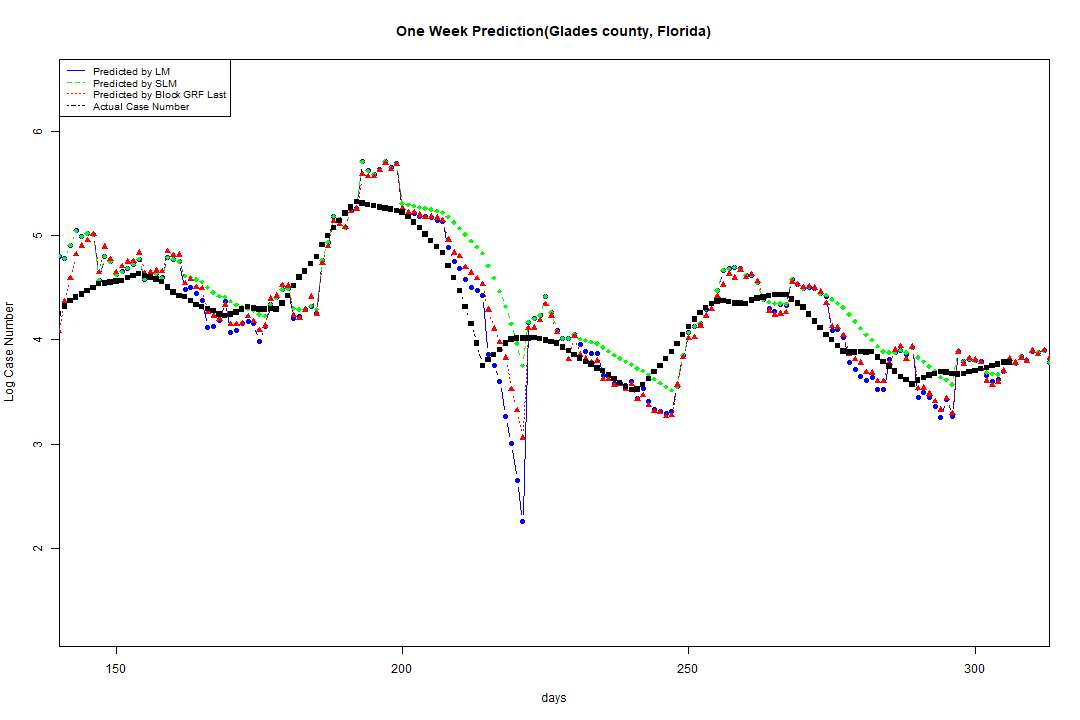 One Week Prediction(Glades county, Florida)
Predicted by LM
Predicted by SLM
Predicted by Block GRF Last
Actual Case Number
6
5
4
3
2
Log Case Number
150 200 250 300
days